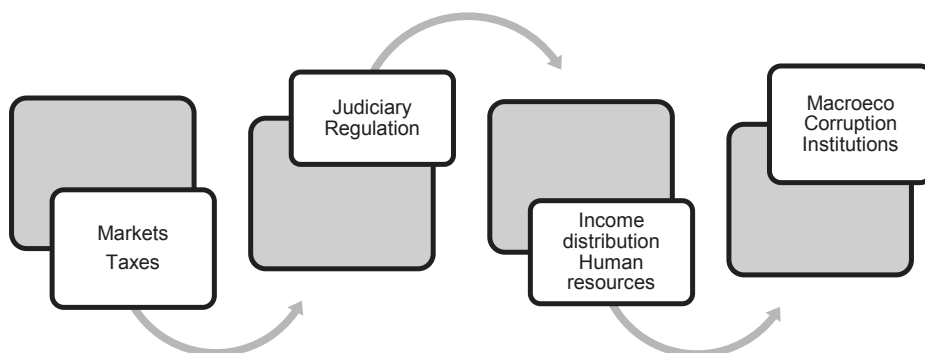 Markets
Taxes
Judiciary
Regulation
Income
distribution
Human
resources
Macroeco
Corruption
Institutions